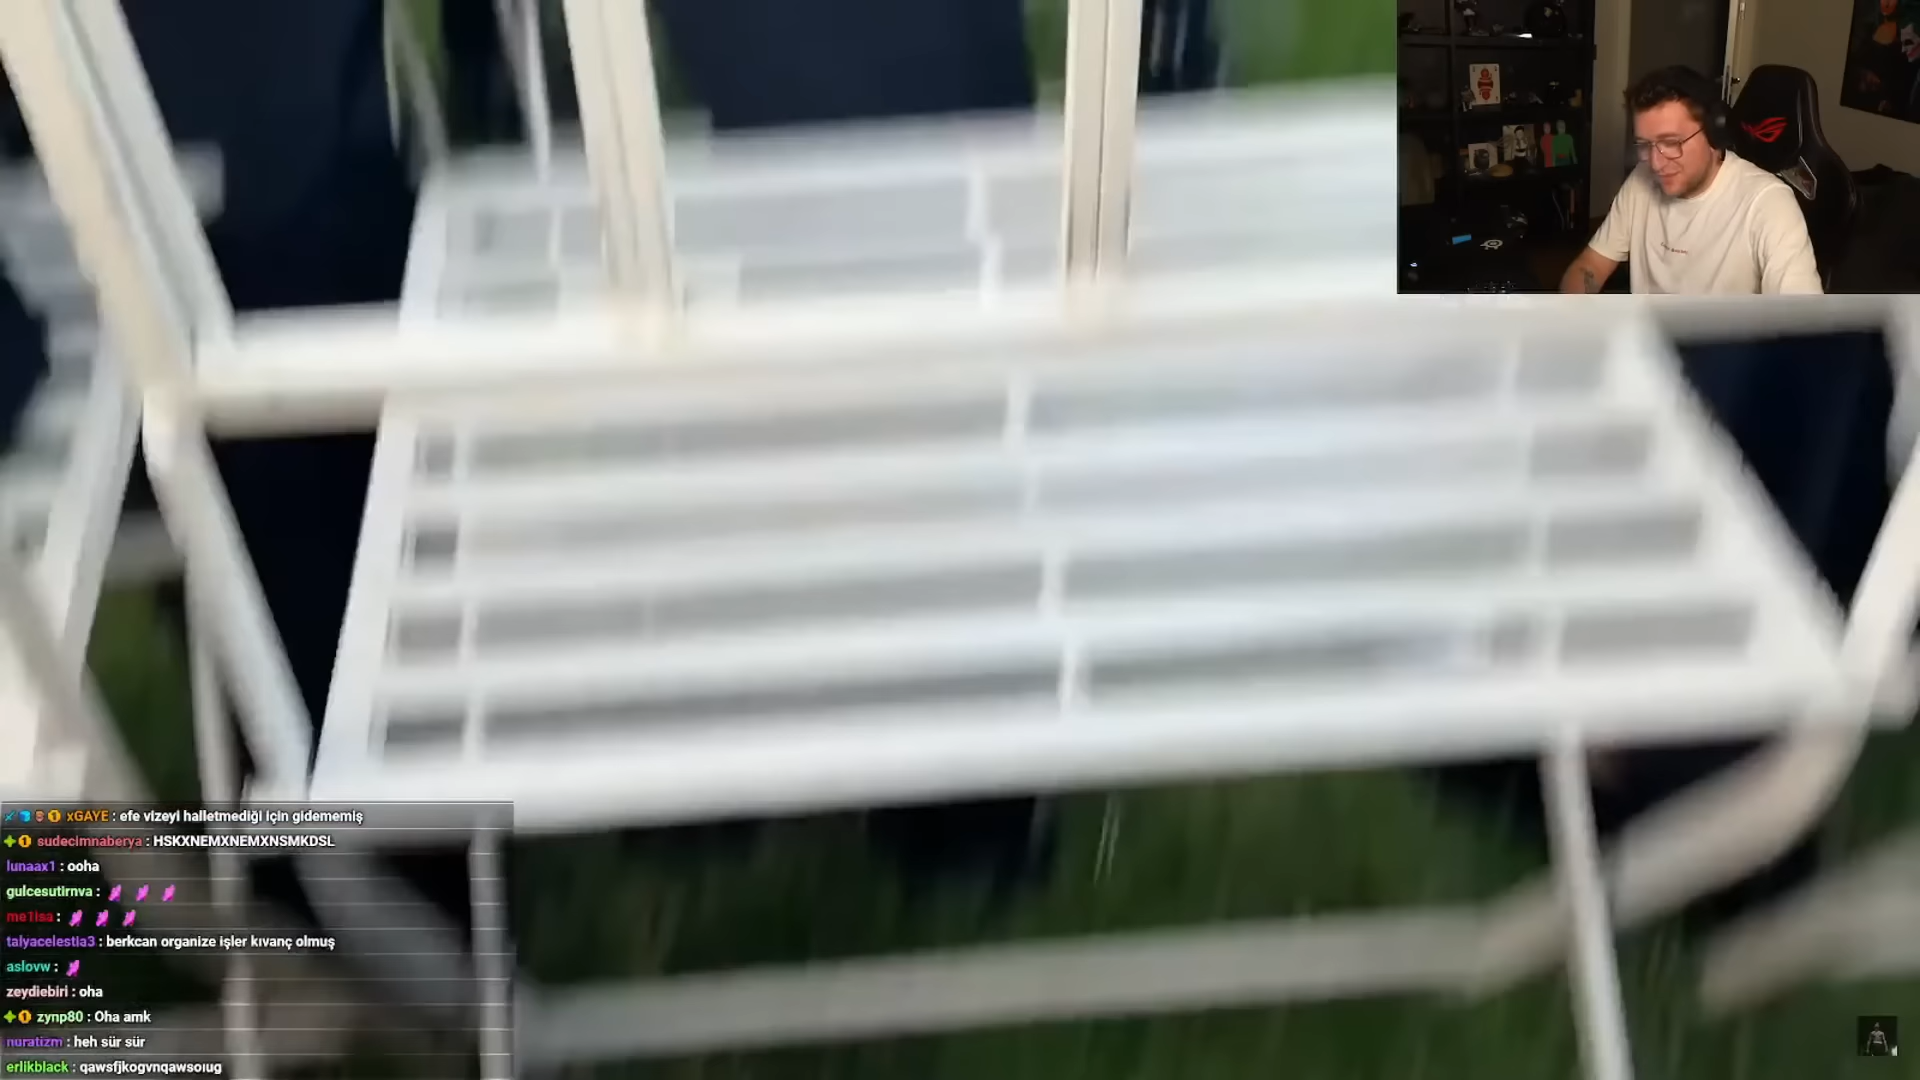 xGAYE : efe vizeyi halletmediği için gidememiş
sudecimnaberya : HSKXNEMXNEMXNSMKDSL
lunaax1 : ooha
gulcesutirnva :
me1isa :
talyacelestia3 : berkcan organize işler kıvanç olmuş
aslovw :
zeydiebiri : oha
zynp80 : Oha amk
nuratizm : heh sür sür
erlikblack : qawsfjkogvnqawsoıug